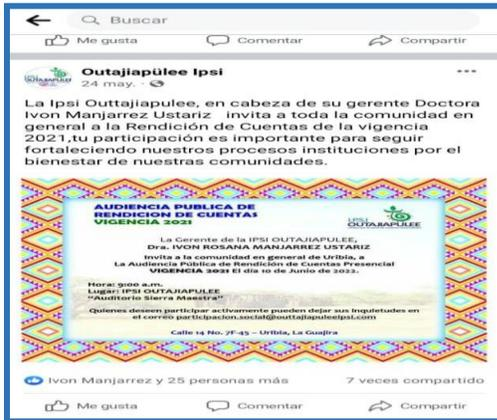 Buscar
Me gusta Comentar Compartir
Outajiapülee Ipsi
24 may.
La Ipsi Outtajiapulee, en cabeza de su gerente Doctora
Ivon Manjarrez Ustariz invita a toda la comunidad en
general a la Rendición de Cuentas de la vigencia
2021,tu participación es importante para seguir
fortaleciendo nuestros procesos instituciones por el
bienestar de nuestras comunidades.
AUDIENCIA PUBLICA DE
RENDICION DE CUENTAS
VIGENCIA 2021
IPSI
OUTAJIAPULEE
La Gerente de la IPSI OUTAJIAPULEE,
Dra. IVON ROSANA MANJARREZ USTARIZ
Invita a la comunidad en general de Uribia, a
La Audiencia Pública de Rendición de Cuentas Presencial
VIGENCIA 2021 El día 10 de Junio de 2022.
Hora: 9:00 a.m.
Lugar: IPSI OUTAJIAPULEE
"Auditorio Sierra Maestra"
Quienes deseen participar activamente pueden dejar sus inquietudes en
el correo participacion.social@outtajiapuleeipsi.com
Calle 14 No. 7F-45 – Uribia, La Guajira
Ivon Manjarrez y 25 personas más 7 veces compartido
Me gusta Comentar Compartir